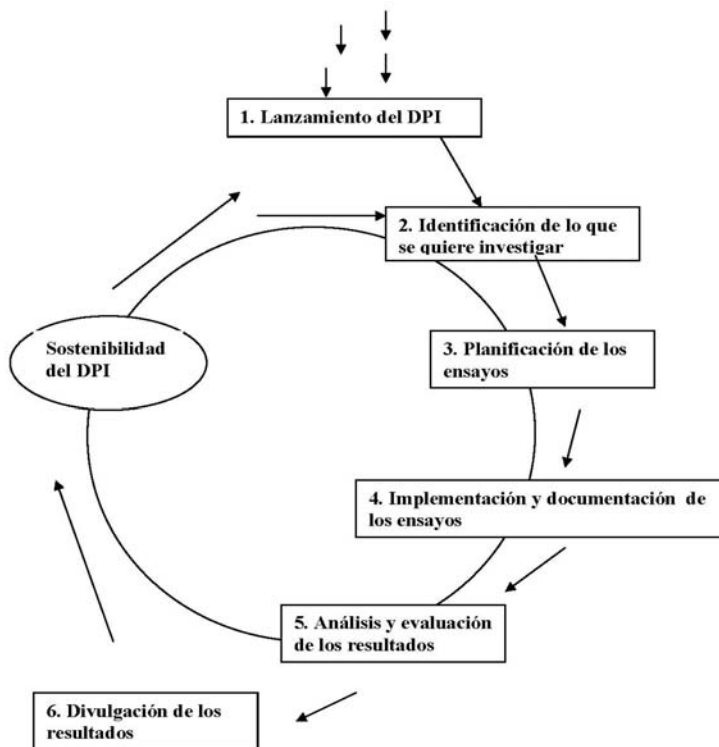 1. Lanzamiento del DPI
2. Identificación de lo que
se quiere investigar
Sostenibilidad
del DPI
3. Planificación de los
ensayos
4. Implementación y documentación de
los ensayos
5. Análisis y evaluación
de los resultados
6. Divulgación de los
resultados